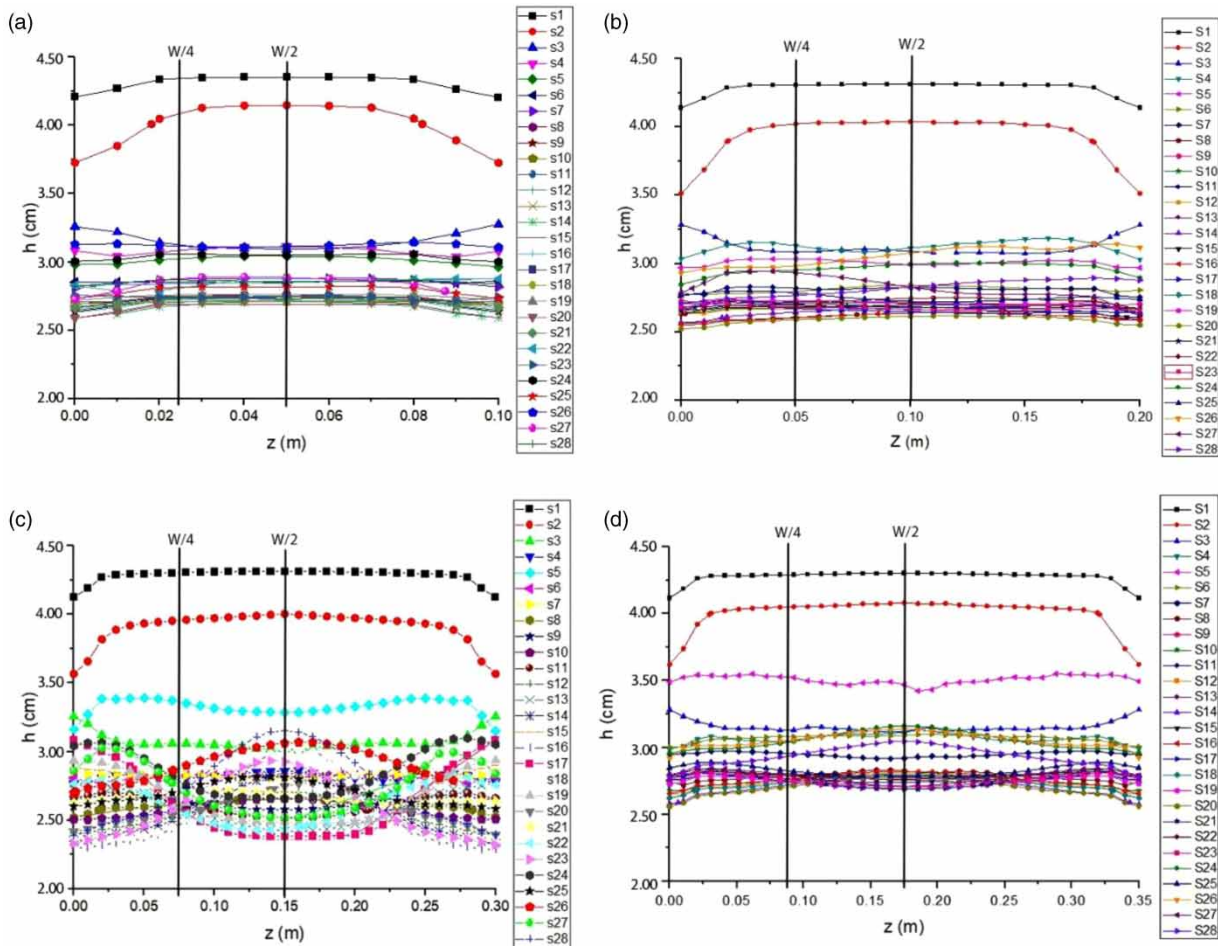 (a)
W/4 W/2
4.50
4.00
3.50
3.00
2.50
2.00
h (cm)
0.00 0.02 0.04 0.06 0.08 0.10
z (m)
s1
s2
s3
s4
s5
s6
s7
s8
s9
s10
s11
s12
s13
s14
s15
s16
s17
s18
s19
s20
s21
s22
s23
s24
s25
s26
s27
s28
(b)
W/4 W/2
4.50
4.00
3.50
3.00
2.50
2.00
h (cm)
0.00 0.05 0.10 0.15 0.20
z (m)
S1
S2
S3
S4
S5
S6
S7
S8
S9
S10
S11
S12
S13
S14
S15
S16
S17
S18
S19
S20
S21
S22
S23
S24
S25
S26
S27
S28
(c)
W/4 W/2
4.50
4.00
3.50
3.00
2.50
2.00
h (cm)
0.00 0.05 0.10 0.15 0.20 0.25 0.30
z (m)
s1
s2
s3
s4
s5
s6
s7
s8
s9
s10
s11
s12
s13
s14
s15
s16
s17
s18
s19
s20
s21
s22
s23
s24
s25
s26
s27
s28
(d)
W/4 W/2
4.50
4.00
3.50
3.00
2.50
2.00
h (cm)
0.00 0.05 0.10 0.15 0.20 0.25 0.30 0.35
z (m)
S1
S2
S3
S4
S5
S6
S7
S8
S9
S10
S11
S12
S13
S14
S15
S16
S17
S18
S19
S20
S21
S22
S23
S24
S25
S26
S27
S28